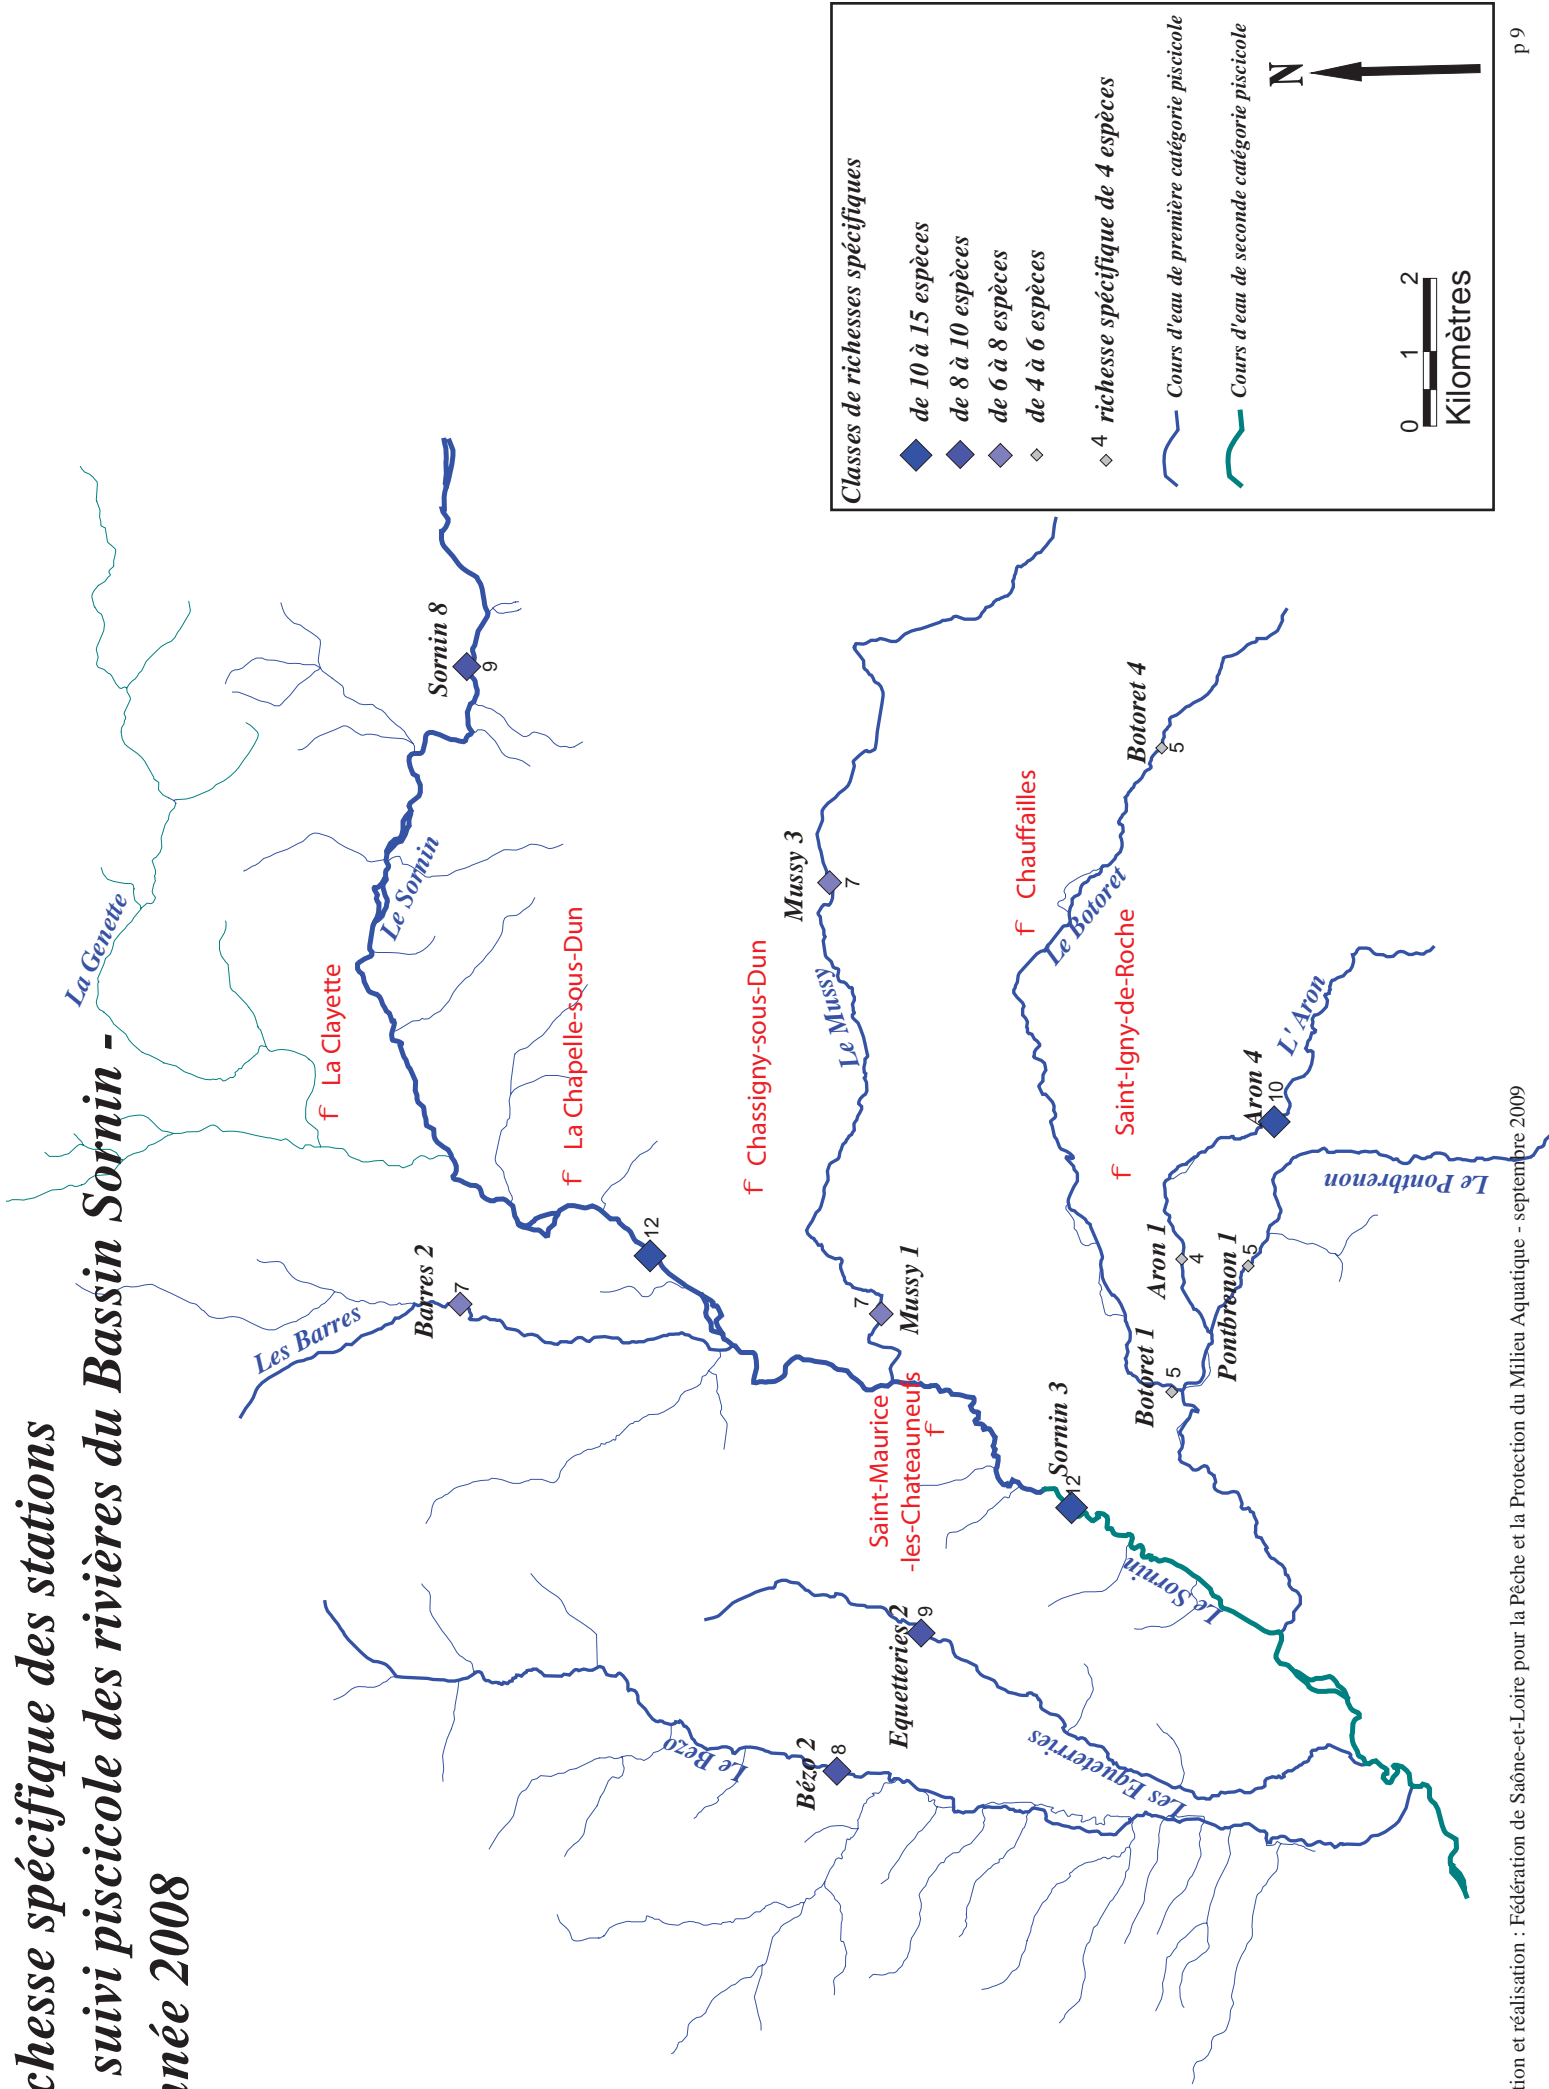 chesse spécifique des stations
suivi piscicole des rivières du Bassin Sornin -
née 2008
La Genette
Le Sornin
Sornin 8
9
La Clayette
Les Barres
Barres 2
7
La Chapelle-sous-Dun
12
Chassigny-sous-Dun
Mussy 3
7
Le Mussy
7
Mussy 1
Saint-Maurice
-les-Chateauneufs
Chauffailles
Le Botoret
Botoret 4
5
Saint-Igny-de-Roche
Sornin 3
12
Le Sornin
Botoret 1
5
Aron 1
4
Aron 4
10
L' Aron
Pontbrenon 1
5
Le Pontbrenon
Le Bezo
Bézo 2
8
Equetteries2
9
Les Equeterries
Classes de richesses spécifiques
de 10 à 15 espèces
de 8 à 10 espèces
de 6 à 8 espèces
de 4 à 6 espèces
4 richesse spécifique de 4 espèces
Cours d'eau de première catégorie piscicole
Cours d'eau de seconde catégorie piscicole
N
0 1 2
Kilomètres
tion et réalisation : Fédération de Saône-et-Loire pour la Pêche et la Protection du Milieu Aquatique - septembre 2009
p 9